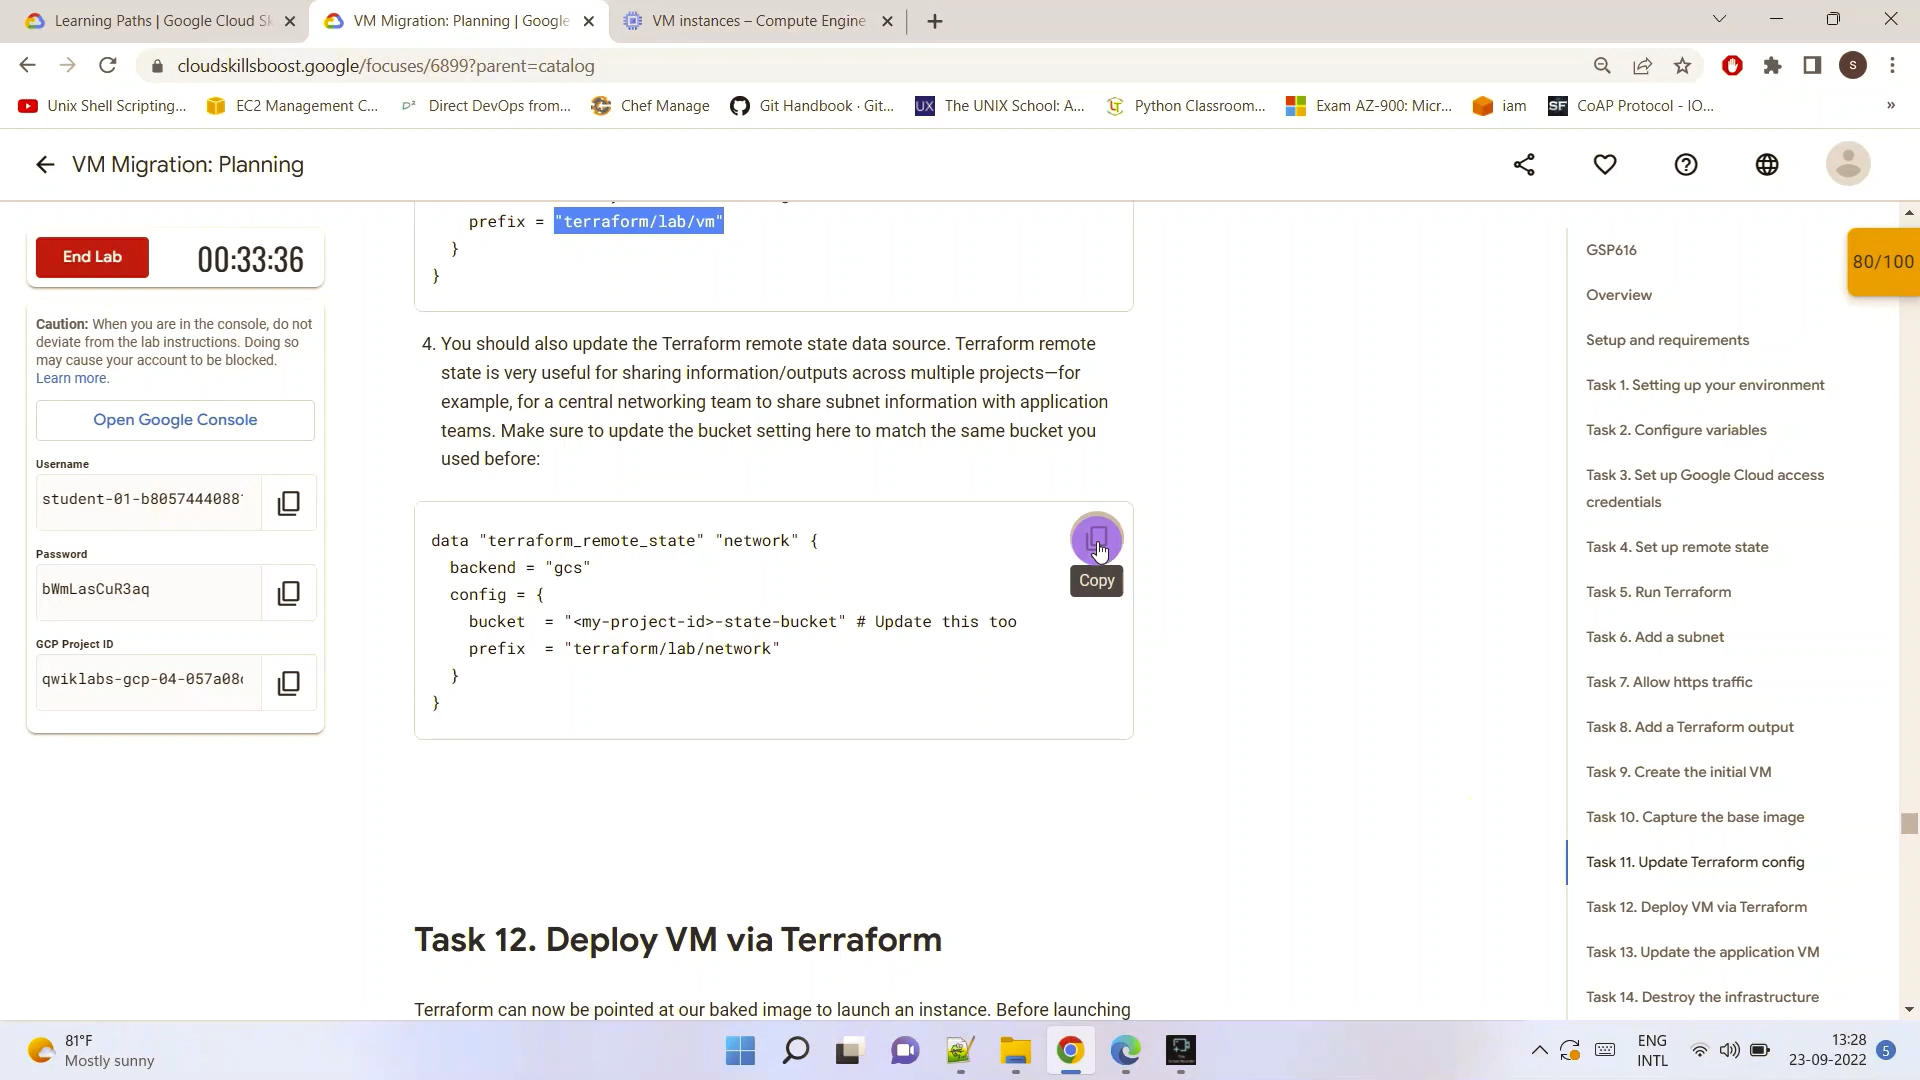 Learning Paths | Google Cloud Sk
VM Migration: Planning | Google
VM instances – Compute Engine
cloudskillsboost.google/focuses/6899?parent=catalog
S
Unix Shell Scripting...
EC2 Management C...
Direct DevOps from...
Chef Manage
Git Handbook · Git...
The UNIX School: A...
Python Classroom...
Exam AZ-900: Micr...
iam
CoAP Protocol - IO...
VM Migration: Planning
End Lab
00:33:36
Caution: When you are in the console, do not
deviate from the lab instructions. Doing so
may cause your account to be blocked.
Learn more.
Open Google Console
Username
student-01-b8057444088
Password
bWmLasCuR3aq
GCP Project ID
qwiklabs-gcp-04-057a08
prefix = "terraform/lab/vm"
}
}
4. You should also update the Terraform remote state data source. Terraform remote
state is very useful for sharing information/outputs across multiple projects—for
example, for a central networking team to share subnet information with application
teams. Make sure to update the bucket setting here to match the same bucket you
used before:
data "terraform_remote_state" "network" {
backend = "gcs"
config = {
bucket = "<my-project-id>-state-bucket" # Update this too
prefix = "terraform/lab/network"
}
}
Copy
Task 12. Deploy VM via Terraform
Terraform can now be pointed at our baked image to launch an instance. Before launching
GSP616
80/100
Overview
Setup and requirements
Task 1. Setting up your environment
Task 2. Configure variables
Task 3. Set up Google Cloud access
credentials
Task 4. Set up remote state
Task 5. Run Terraform
Task 6. Add a subnet
Task 7. Allow https traffic
Task 8. Add a Terraform output
Task 9. Create the initial VM
Task 10. Capture the base image
Task 11. Update Terraform config
Task 12. Deploy VM via Terraform
Task 13. Update the application VM
Task 14. Destroy the infrastructure
81°F
Mostly sunny
ENG
INTL
13:28
23-09-2022
5